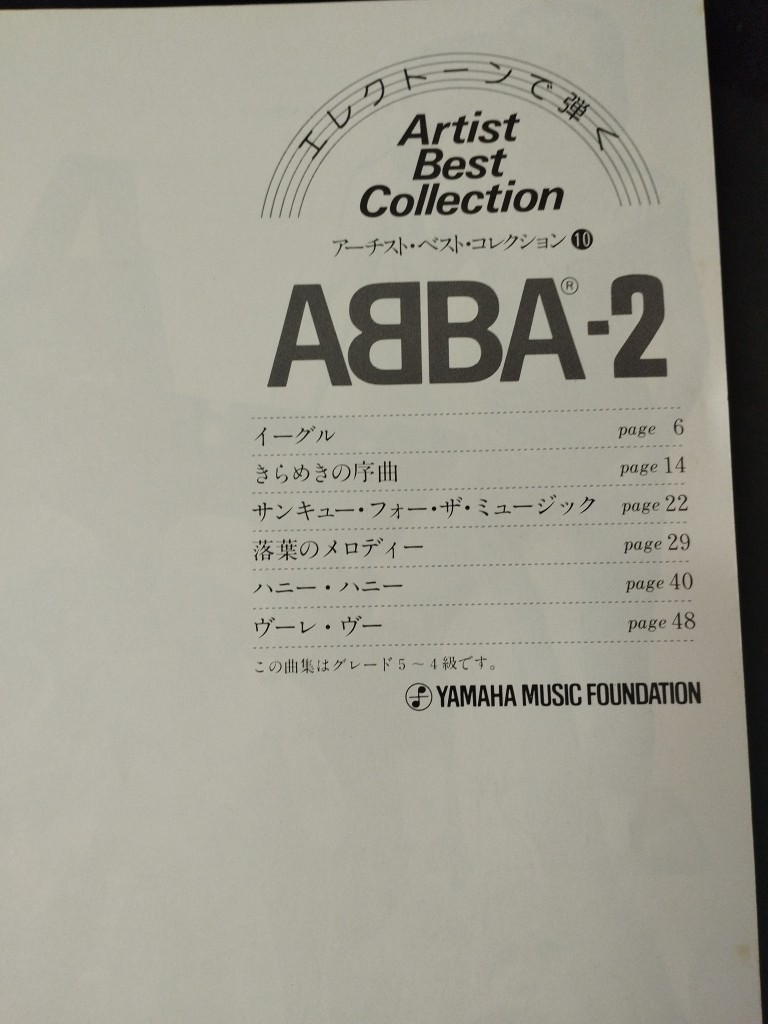 エレクトーンで弾く
Artist
Best
Collection
アーチスト・ベスト・コレクション❿
ABBA®-2
イーグル page 6
きらめきの序曲 page 14
サンキュー・フォー・ザ・ミュージック page 22
落葉のメロディー page 29
ハニー・ハニー page 40
ヴーレ・ヴー page 48
この曲集はグレード5～4級です。
YAMAHA MUSIC FOUNDATION